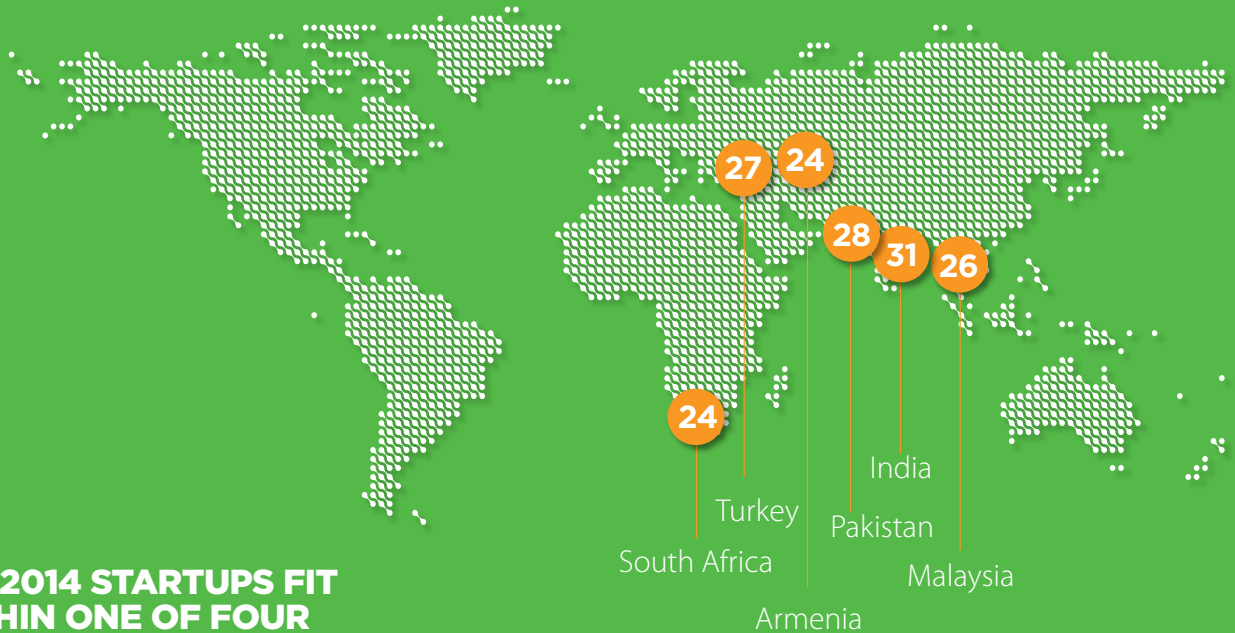 27
24
28
31
26
24
India
Turkey
Pakistan
South Africa
Malaysia
2014 STARTUPS FIT
HIN ONE OF FOUR
Armenia